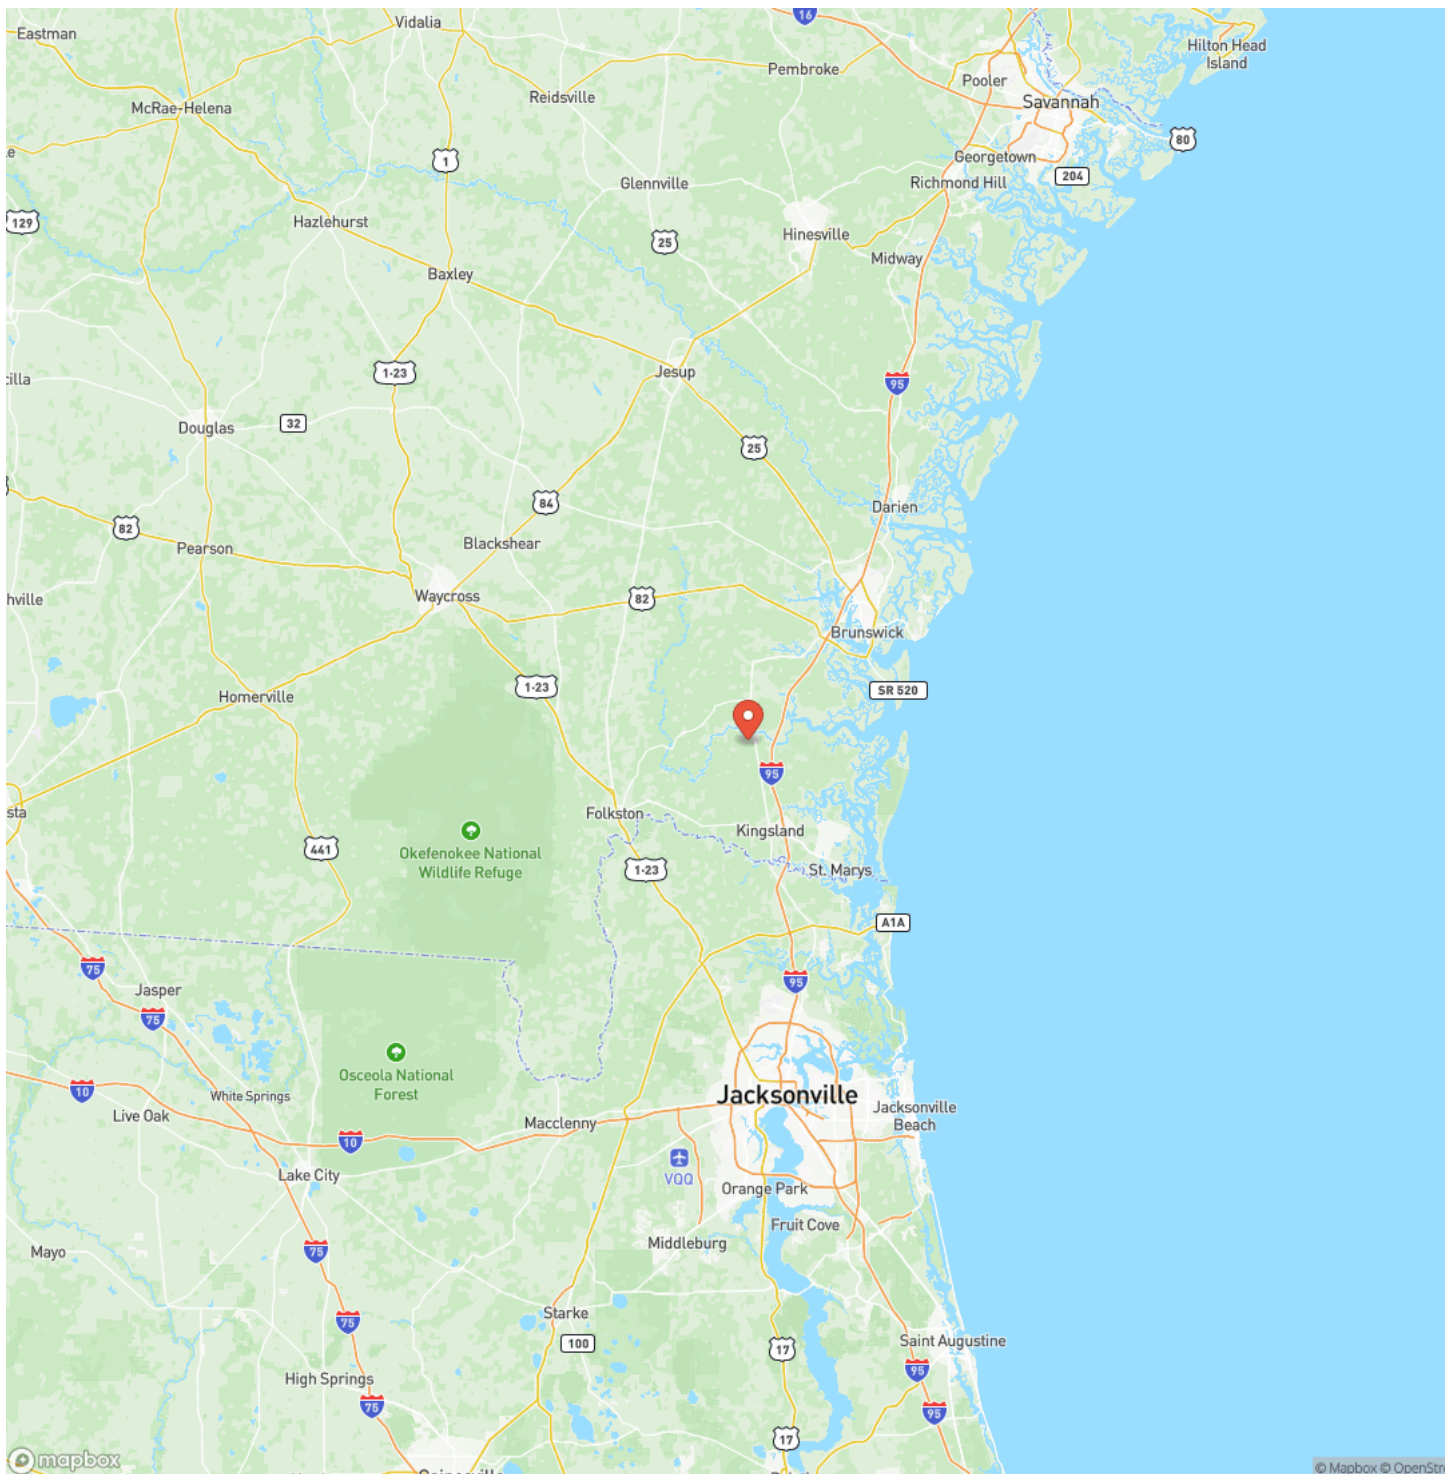 Eastman
Vidalia
16
Hilton Head
Island
Pembroke
Pooler
McRae-Helena
Reidsville
Savannah
80
1
Georgetown
204
Glennville
Richmond Hill
129
Hazlehurst
25
Hinesville
Midway
Baxley
1-23
Jesup
95
cilla
Douglas
32
25
84
Darien
82
Pearson
Blackshear
hville
Waycross
82
Brunswick
1-23
SR 520
Homerville
95
sta
Folkston
Kingsland
441
Okefenokee National
Wildlife Refuge
1-23
St. Marys
A1A
75
95
Jasper
75
Osceola National
Forest
10
White Springs
Jacksonville
Jacksonville
Beach
Live Oak
Macclenny
10
Lake City
VQQ
Orange Park
Fruit Cove
Mayo
75
Middleburg
75
Starke
100
17
Saint Augustine
High Springs
95
75
95
17
mapbox
© Mapbox © OpenStr